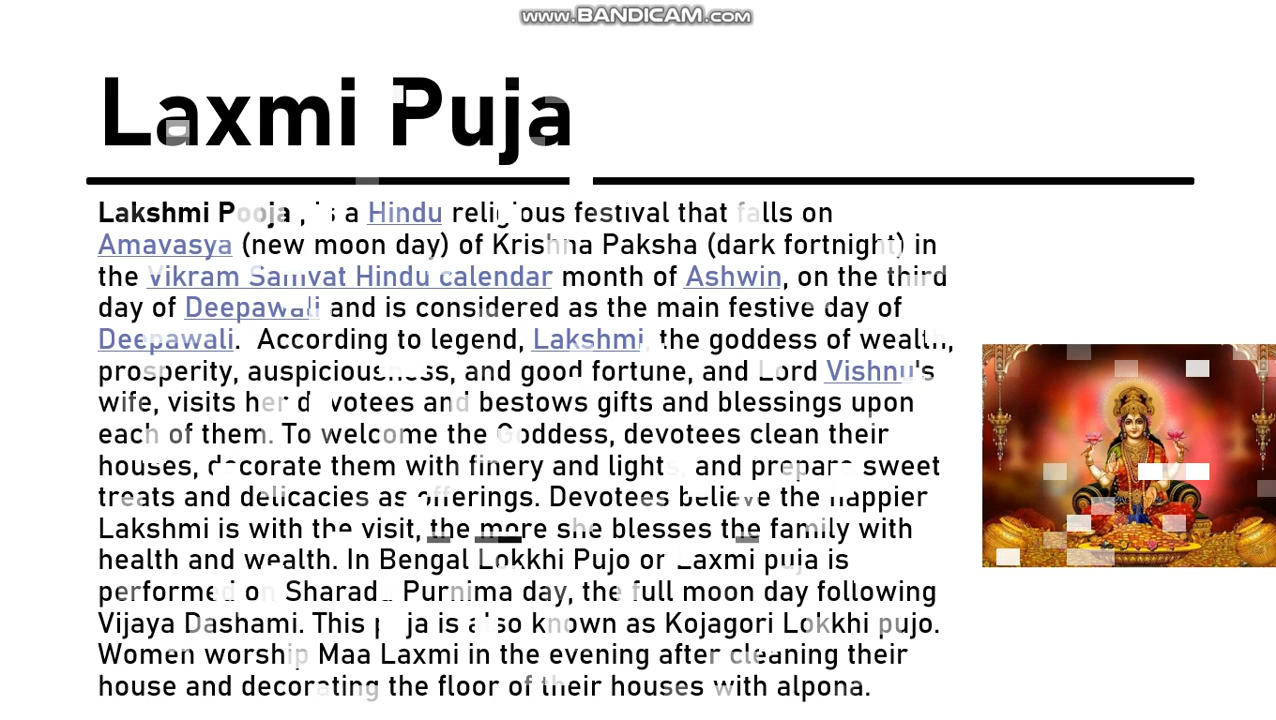 www.BANDICAM.com
Laxmi Puja
Lakshmi Pooja , is a Hindu religious festival that falls on
Amavasya (new moon day) of Krishna Paksha (dark fortnight) in
the Vikram Samvat Hindu calendar month of Ashwin, on the third
day of Deepawali and is considered as the main festive day of
Deepawali.  According to legend, Lakshmi, the goddess of wealth,
prosperity, auspiciousness, and good fortune, and Lord Vishnu's
wife, visits her devotees and bestows gifts and blessings upon
each of them. To welcome the Goddess, devotees clean their
houses, decorate them with finery and lights, and prepare sweet
treats and delicacies as offerings. Devotees believe the happier
Lakshmi is with the visit, the more she blesses the family with
health and wealth. In Bengal Lokkhi Pujo or Laxmi puja is
performed on Sharad Purnima day, the full moon day following
Vijaya Dashami. This puja is also known as Kojagori Lokkhi pujo.
Women worship Maa Laxmi in the evening after cleaning their
house and decorating the floor of their houses with alpona.